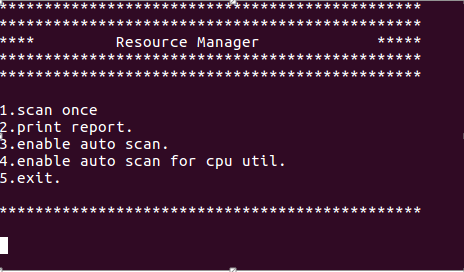 ***********************************************
***********************************************
**** Resource Manager *****
***********************************************
***********************************************
1.scan once
2.print report.
3.enable auto scan.
4.enable auto scan for cpu util.
5.exit.
***********************************************